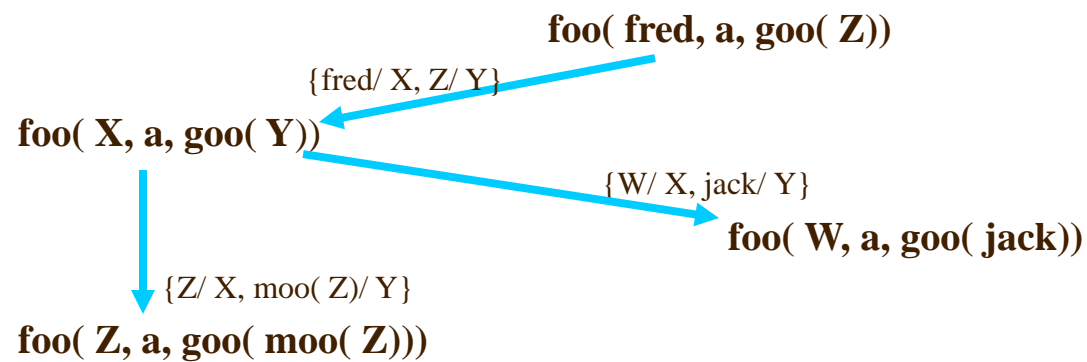 foo( fred, a, goo( Z))
{fred/ X, Z/ Y}
foo( X, a, goo( Y))
{W/ X, jack/ Y}
foo( W, a, goo( jack))
{Z/ X, moo( Z)/ Y}
foo( Z, a, goo( moo( Z)))